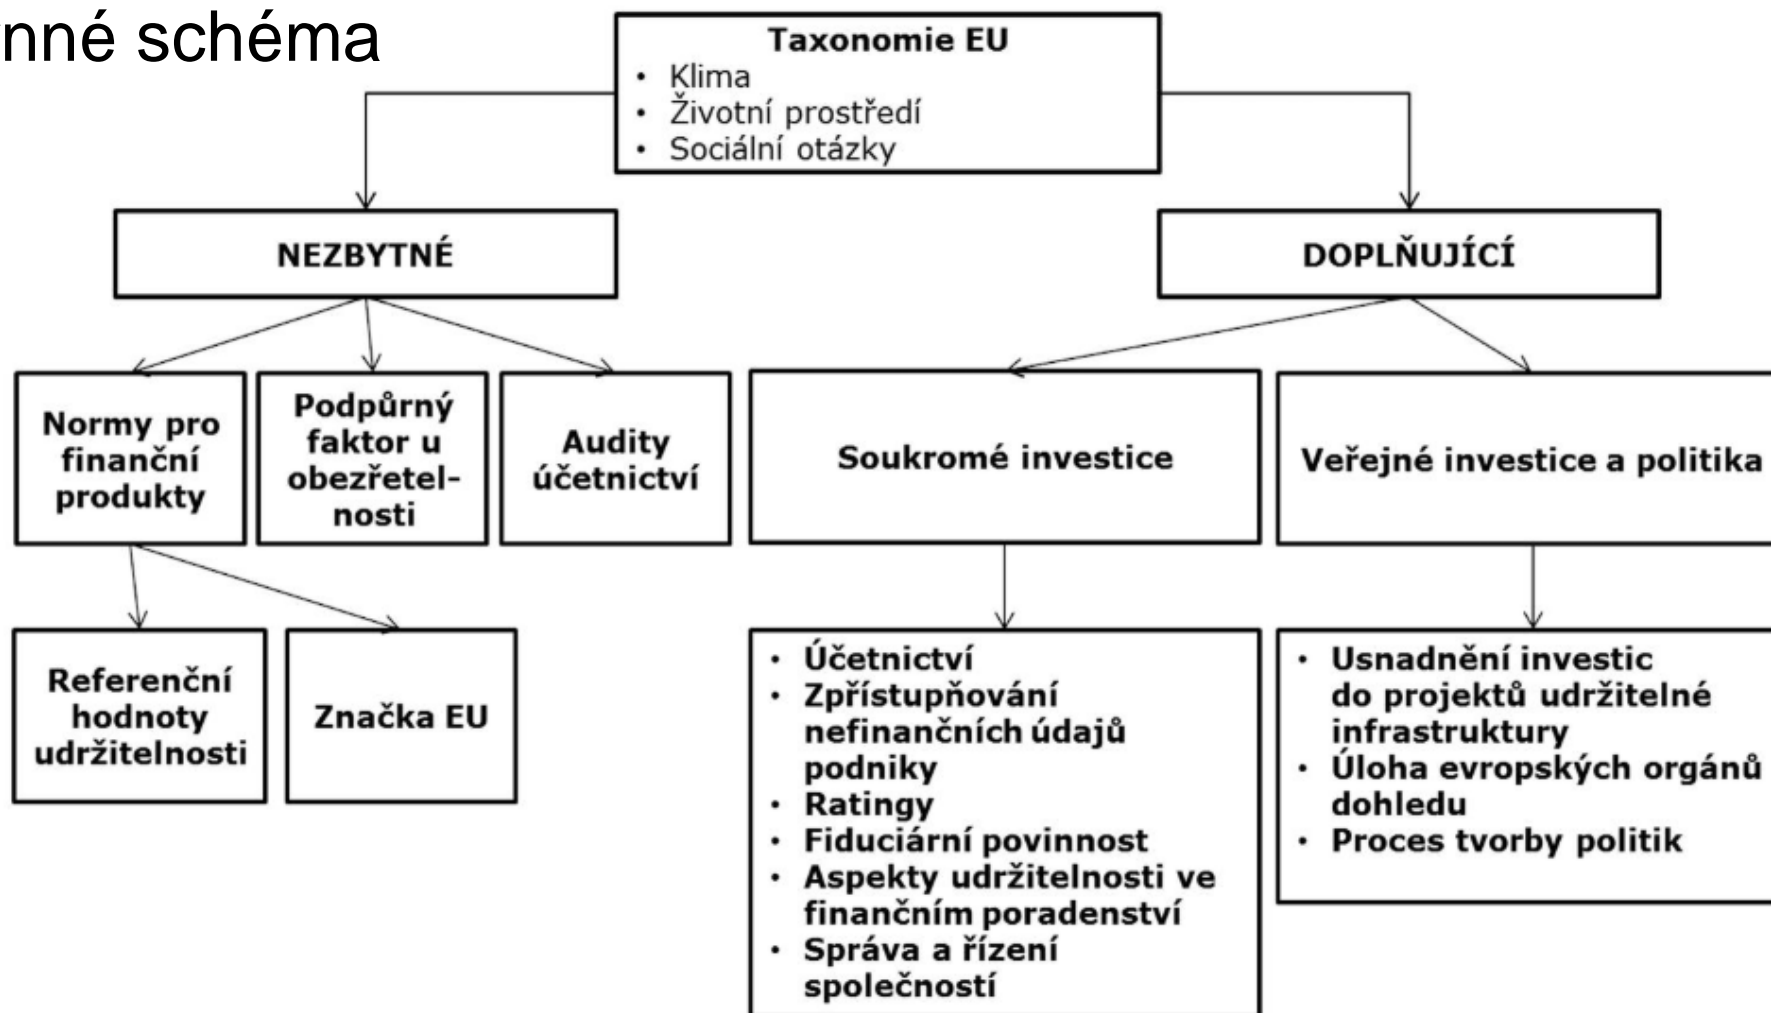 nné schéma
Taxonomie EU
• Klima
• Životní prostředí
• Sociální otázky
NEZBYTNÉ
DOPLŇUJÍCÍ
Normy pro
finanční
produkty
Podpůrný
faktor u
obezřetel-
nosti
Audity
účetnictví
Soukromé investice
Veřejné investice a politika
Referenční
hodnoty
udržitelnosti
Značka EU
• Účetnictví
• Zpřístupňování
nefinančních údajů
podniky
• Ratingy
• Fiduciární povinnost
• Aspekty udržitelnosti ve
finančním poradenství
• Správa a řízení
společností
• Usnadnění investic
do projektů udržitelné
infrastruktury
• Úloha evropských orgánů
dohledu
• Proces tvorby politik